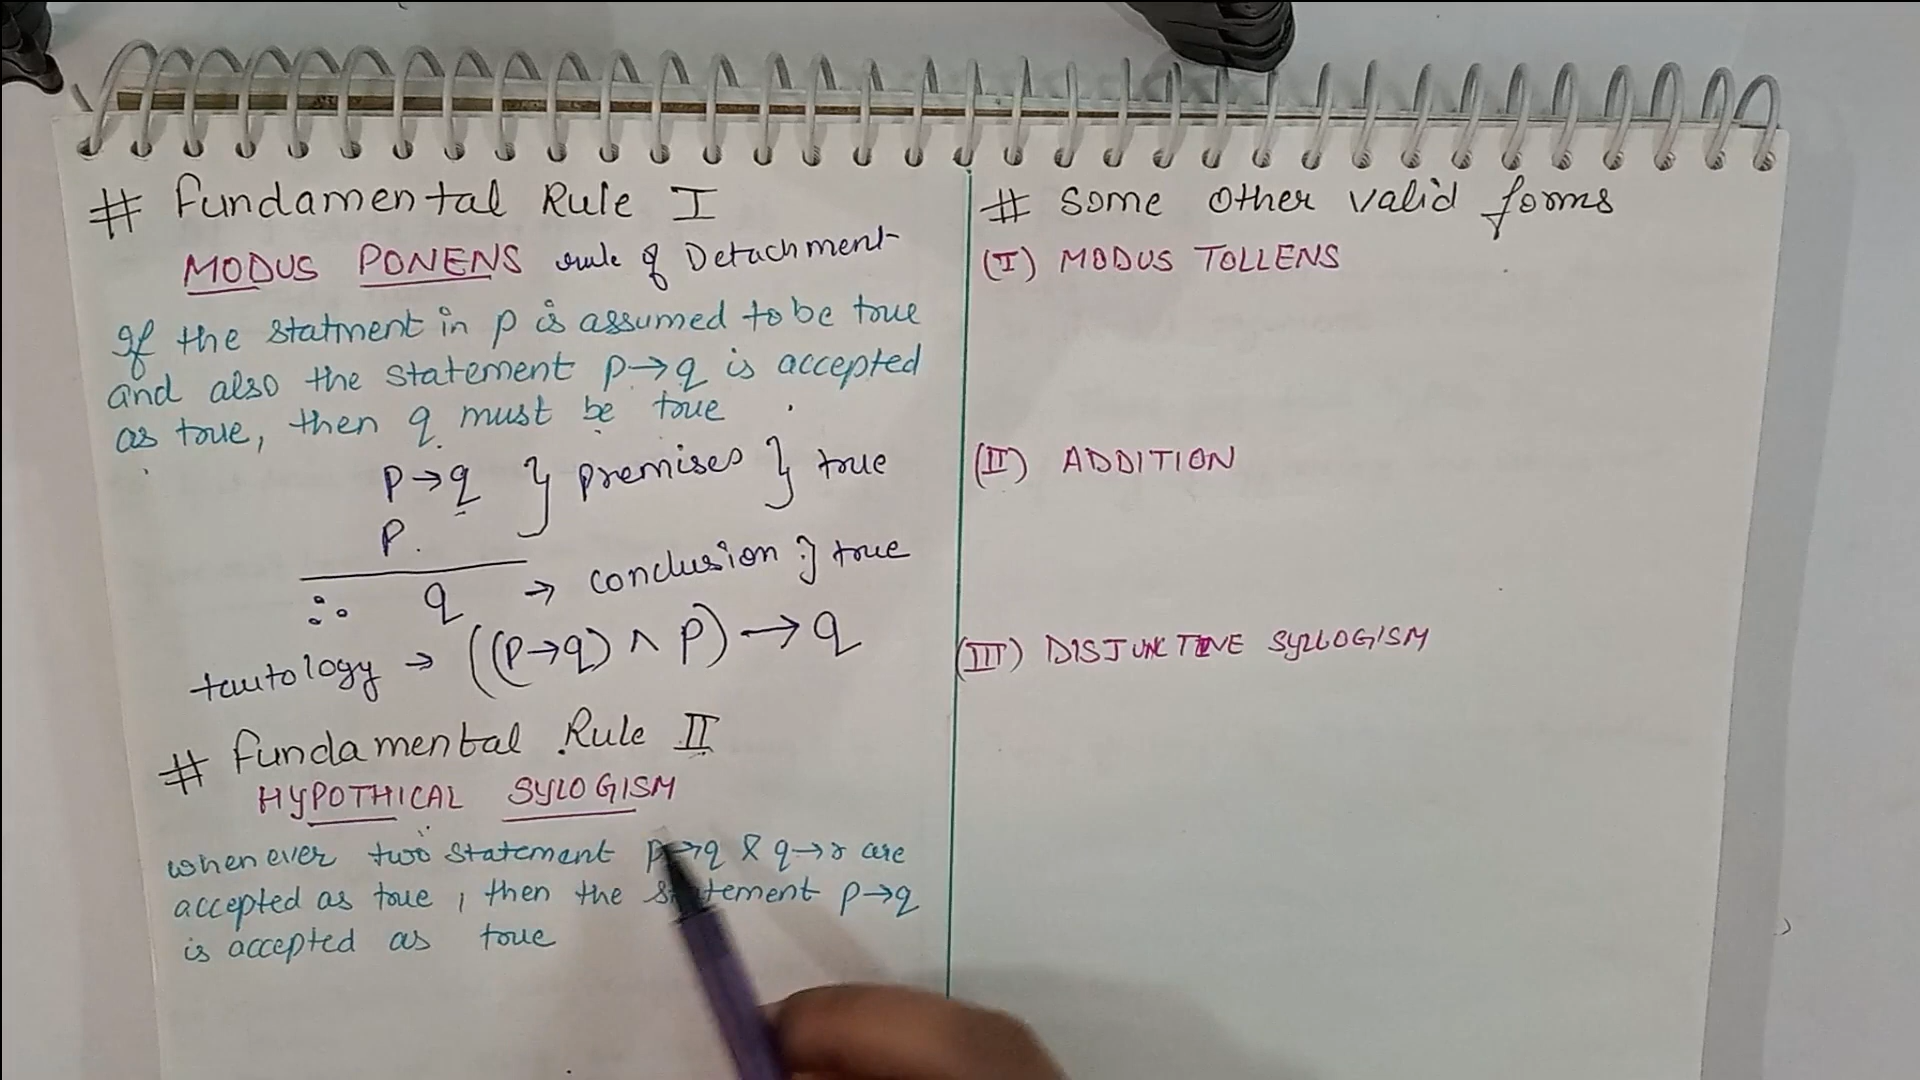 # Fundamental Rule I
MODUS PONENS rule of Detachment
If the statment in p is assumed to be true
and also the statement p→q is accepted
as true, then q must be true
p→q } premises } true
p.
∴ q → conclusion } true
tautology → ((p→q) ∧ p) → q
# Fundamental Rule II
HYPOTHICAL SYLOGISM
whenever two statement p→q & q→r are
accepted as true, then the statement p→q
is accepted as true
# Some other valid forms
(I) MODUS TOLLENS
(II) ADDITION
(III) DISJUNCTIVE SYLLOGISM